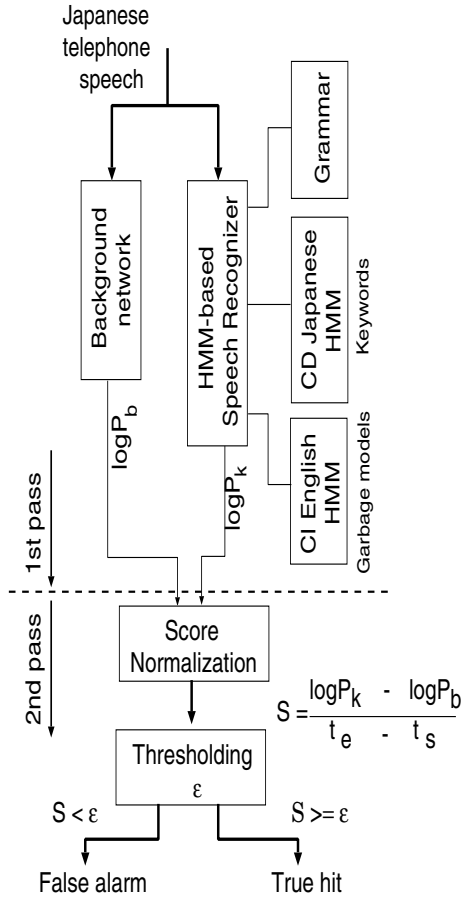 Japanese
telephone
speech
Background
network
HMM-based
Speech Recognizer
Grammar
CD Japanese
HMM
Keywords
CI English
HMM
Garbage models
logP_b
logP_k
1st pass
2nd pass
Score
Normalization
S = logP_k - logP_b
t_e - t_s
Thresholding
ε
S < ε
S >= ε
False alarm
True hit